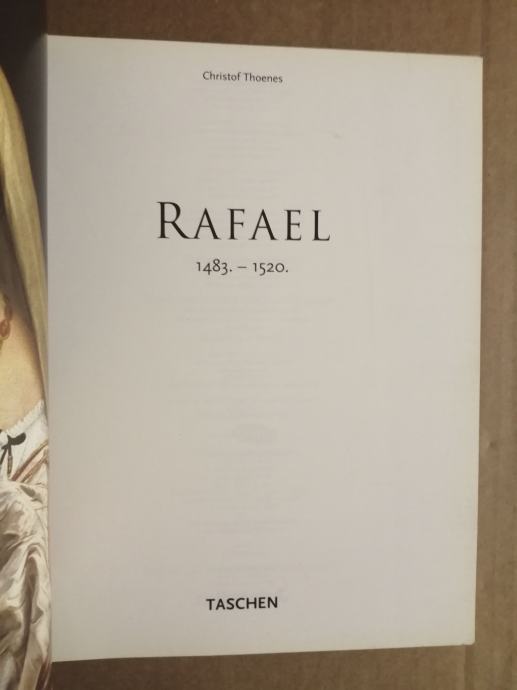 Christof Thoenes
RAFAEL
1483. – 1520.
TASCHEN